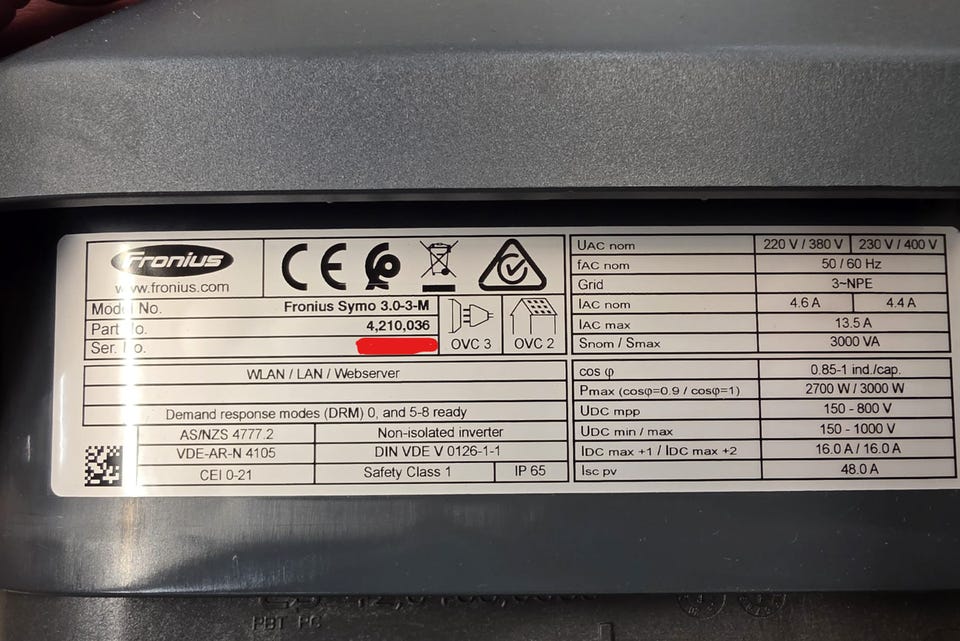 Fronius
www.fronius.com
CE
Model No. Fronius Symo 3.0-3-M
Part No. 4,210,036
Ser. No.
OVC 3
OVC 2
WLAN / LAN / Webserver
Demand response modes (DRM) 0, and 5-8 ready
AS/NZS 4777.2 Non-isolated inverter
VDE-AR-N 4105 DIN VDE V 0126-1-1
CEI 0-21 Safety Class 1 IP 65
UAC nom 220 V / 380 V 230 V / 400 V
fAC nom 50 / 60 Hz
Grid 3~NPE
IAC nom 4.6 A 4.4 A
IAC max 13.5 A
Snom / Smax 3000 VA
cos φ 0.85-1 ind./cap.
Pmax (cosφ=0.9 / cosφ=1) 2700 W / 3000 W
UDC mpp 150 - 800 V
UDC min / max 150 - 1000 V
IDC max +1 / IDC max +2 16.0 A / 16.0 A
Isc pv 48.0 A
PBT PC